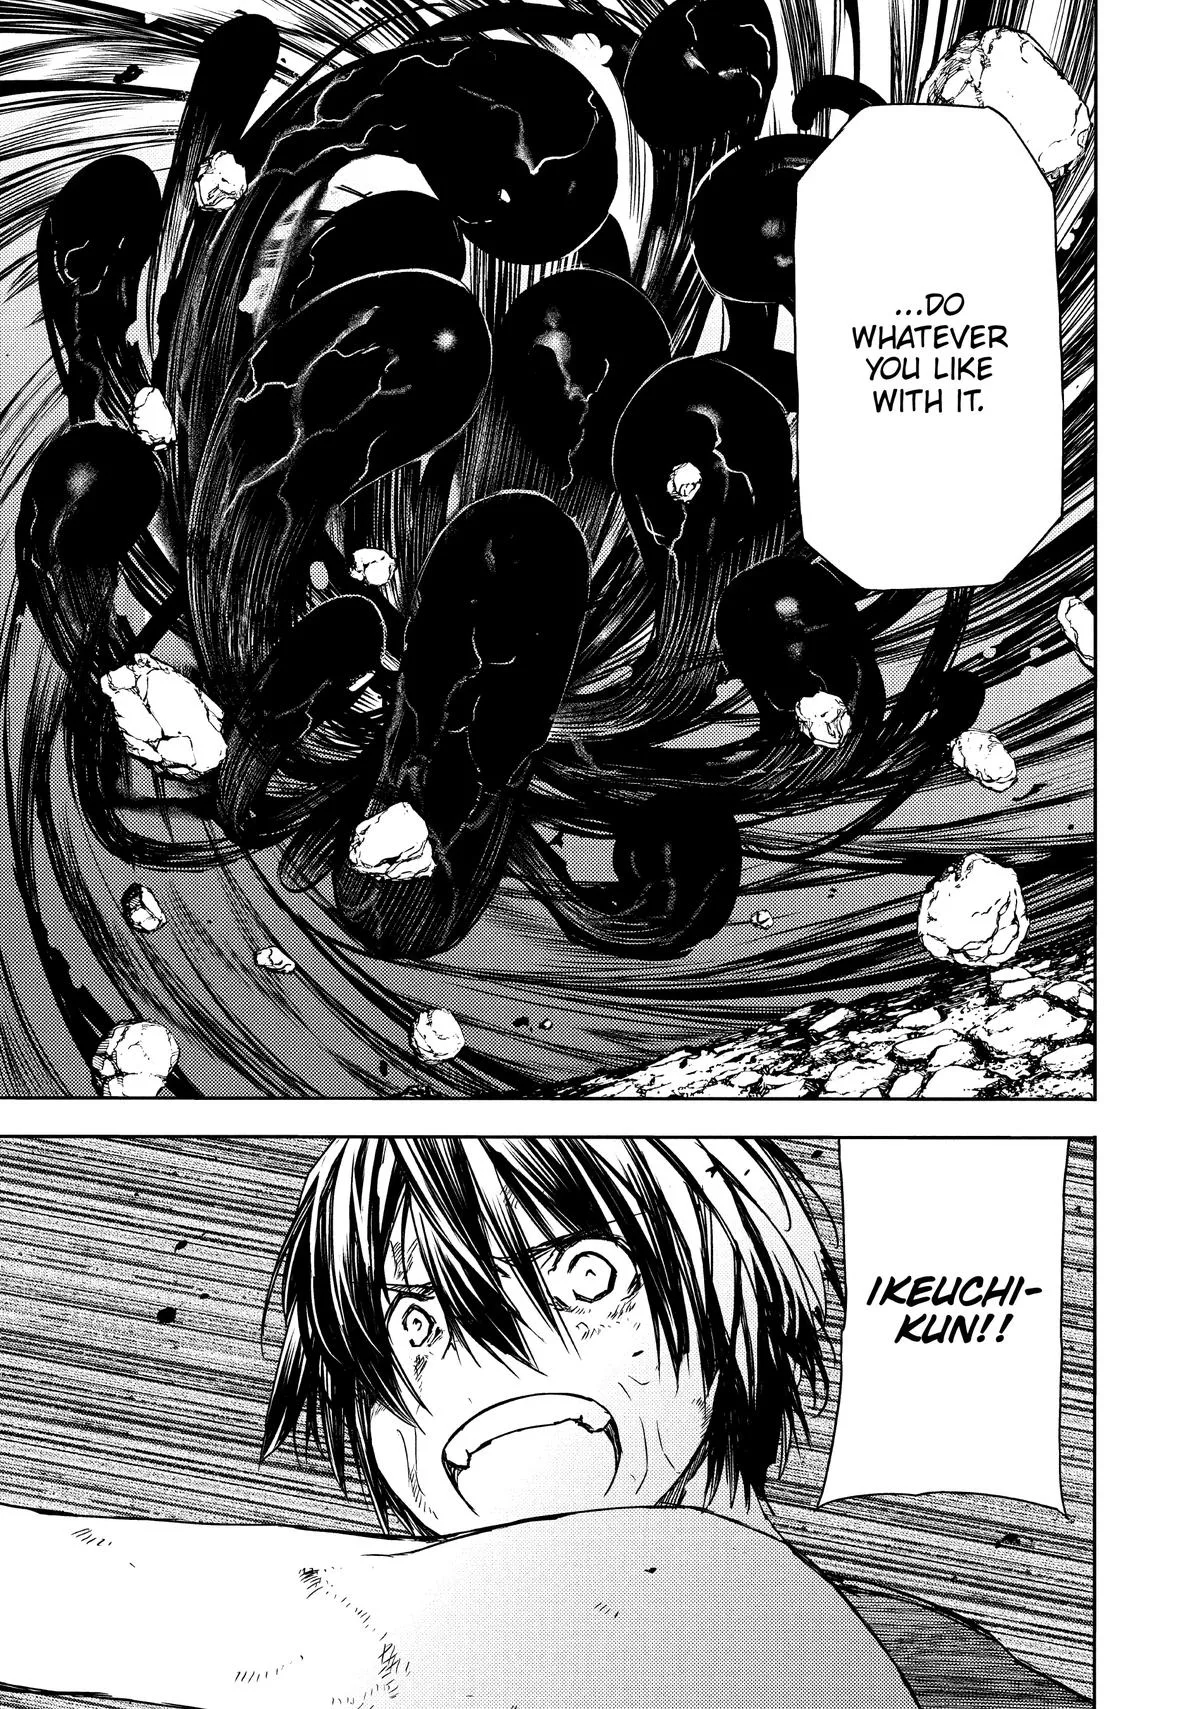 ...DO
WHATEVER
YOU LIKE
WITH IT.
IKEUCHI-
KUN!!